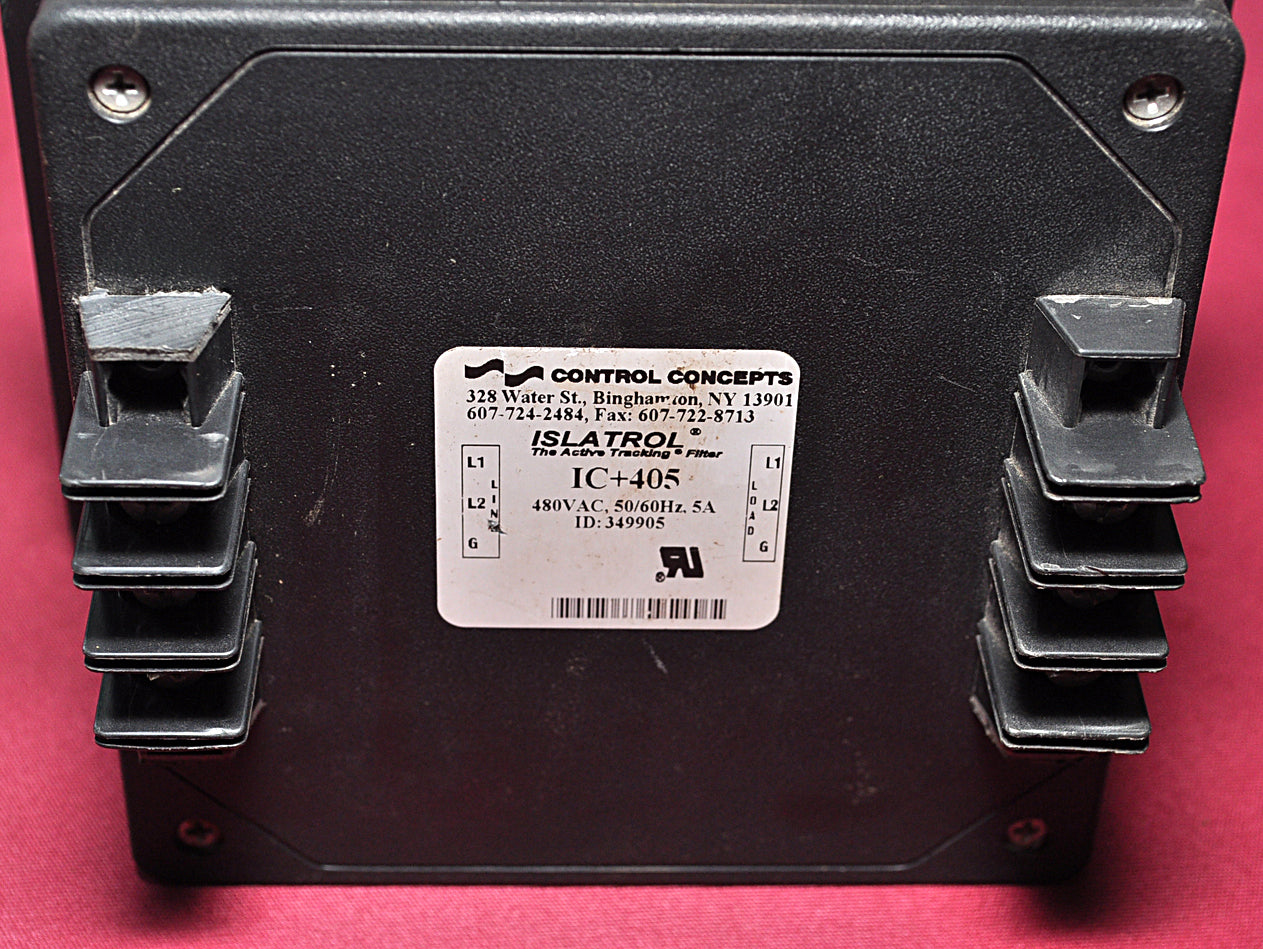 CONTROL CONCEPTS
328 Water St., Binghamton, NY 13901
607-724-2484, Fax: 607-722-8713
ISLATROL®
The Active Tracking® Filter
IC+405
480VAC, 50/60Hz, 5A
ID: 349905
L1
L2
G
LINE
LOAD
L1
L2
G
RU®